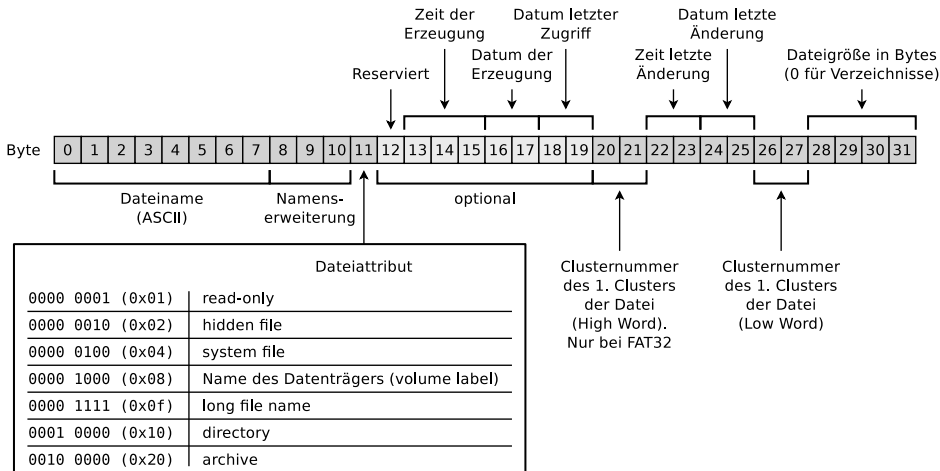 Zeit der
Erzeugung
Datum letzter
Zugriff
Datum letzte
Änderung
Reserviert
Datum der
Erzeugung
Zeit letzte
Änderung
Dateigröße in Bytes
(0 für Verzeichnisse)
Byte 0 1 2 3 4 5 6 7 8 9 10 11 12 13 14 15 16 17 18 19 20 21 22 23 24 25 26 27 28 29 30 31
Dateiname
(ASCII)
Namens-
erweiterung
optional
Clusternummer
des 1. Clusters
der Datei
(High Word).
Nur bei FAT32
Clusternummer
des 1. Clusters
der Datei
(Low Word)
Dateiattribut
0000 0001 (0x01) read-only
0000 0010 (0x02) hidden file
0000 0100 (0x04) system file
0000 1000 (0x08) Name des Datenträgers (volume label)
0000 1111 (0x0f) long file name
0001 0000 (0x10) directory
0010 0000 (0x20) archive